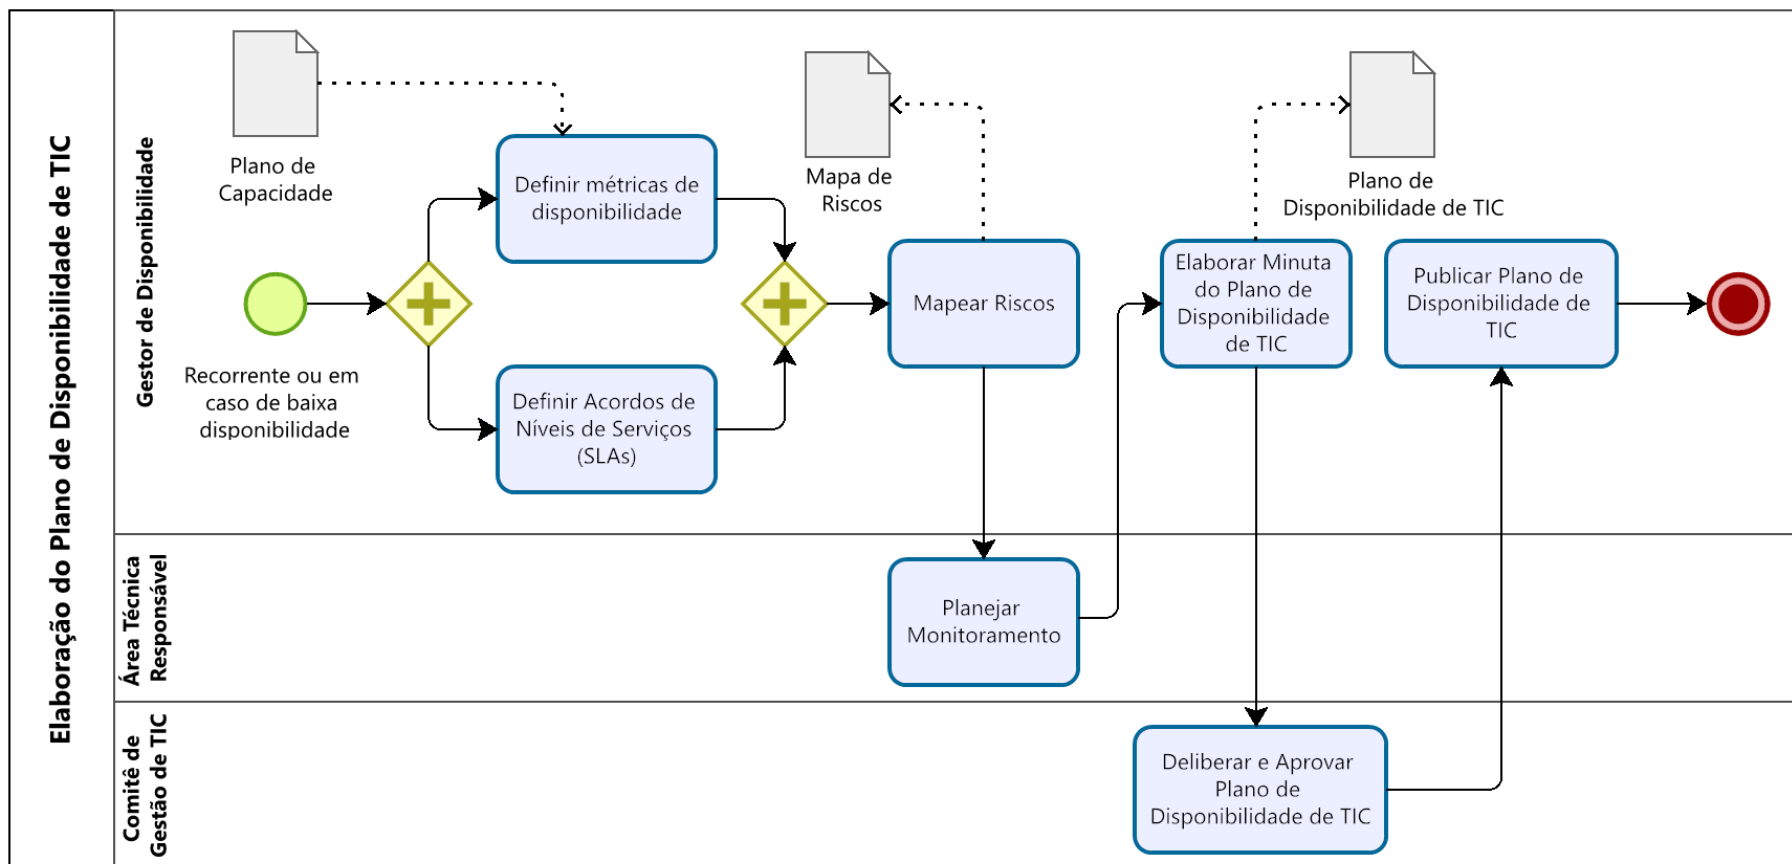 Elaboração do Plano de Disponibilidade de TIC
Gestor de Disponibilidade
Plano de
Capacidade
Definir métricas de
disponibilidade
Mapa de
Riscos
Plano de
Disponibilidade de TIC
Recorrente ou em
caso de baixa
disponibilidade
Definir Acordos de
Níveis de Serviços
(SLAs)
Mapear Riscos
Elaborar Minuta
do Plano de
Disponibilidade
de TIC
Publicar Plano de
Disponibilidade de
TIC
Área Técnica
Responsável
Planejar
Monitoramento
Comitê de
Gestão de TIC
Deliberar e Aprovar
Plano de
Disponibilidade de TIC